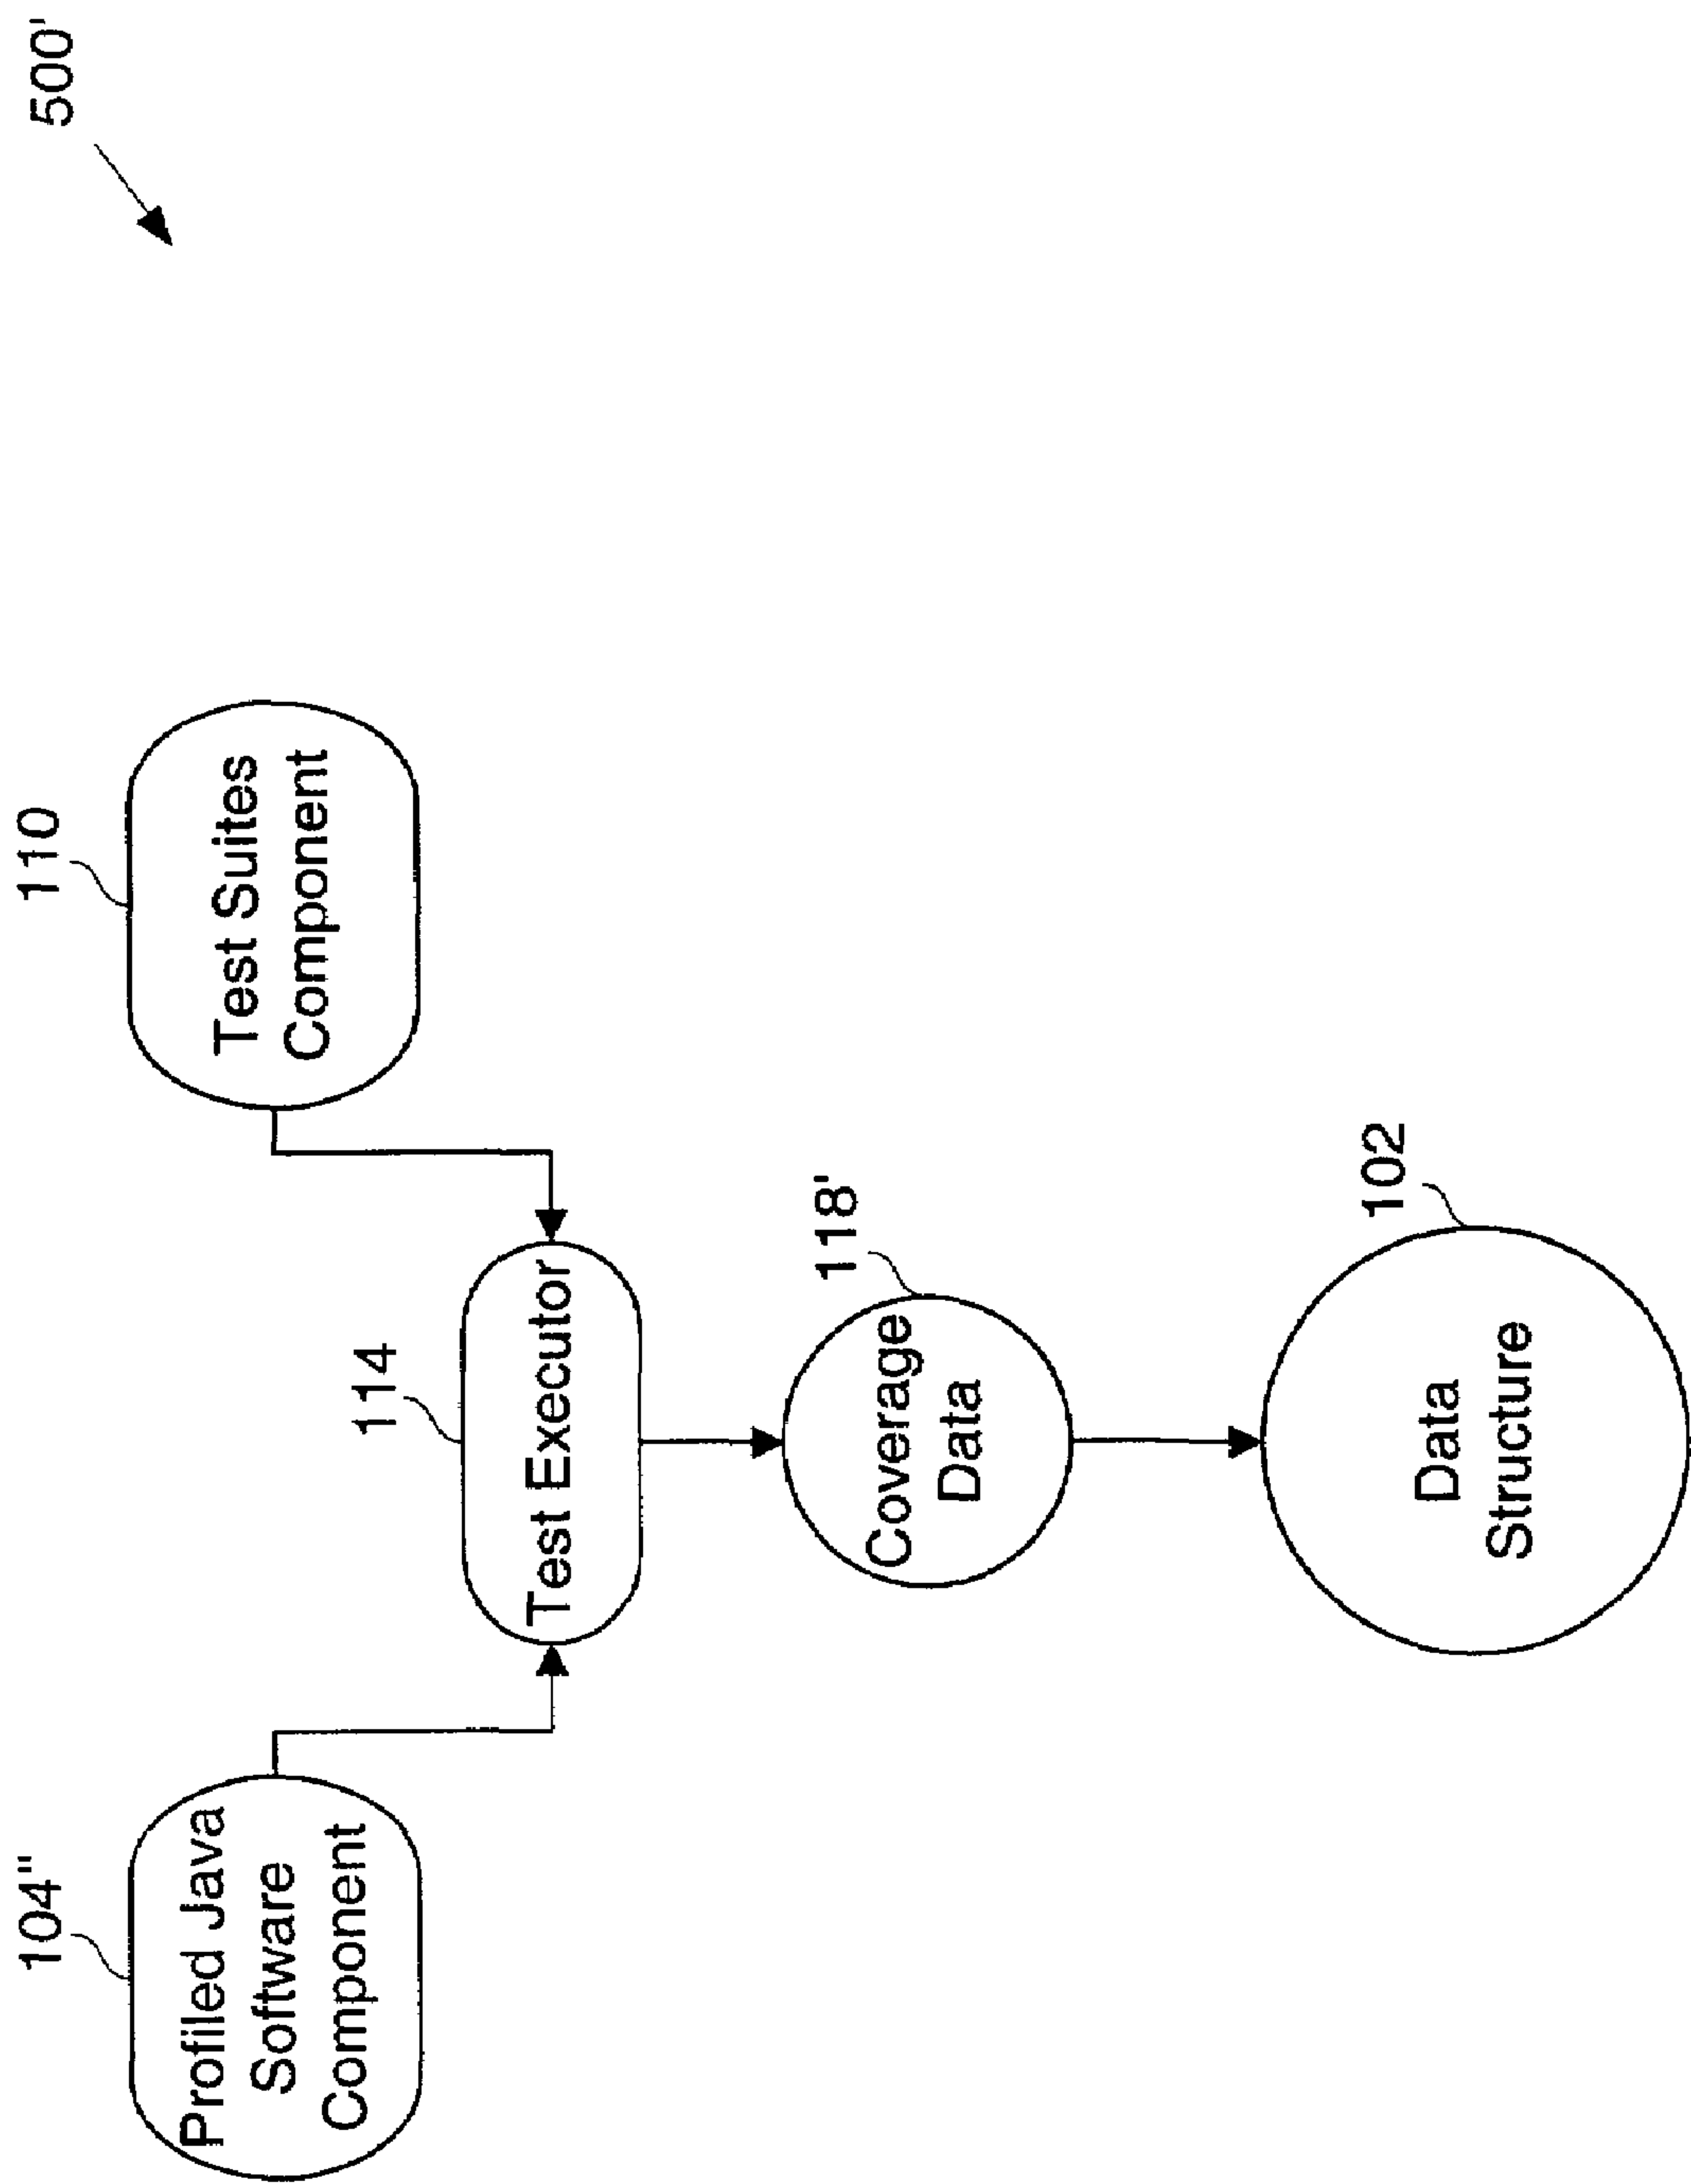 500'
104"
Profiled Java
Software
Component
110
Test Suites
Component
114
Test Executor
118'
Coverage
Data
102
Data
Structure